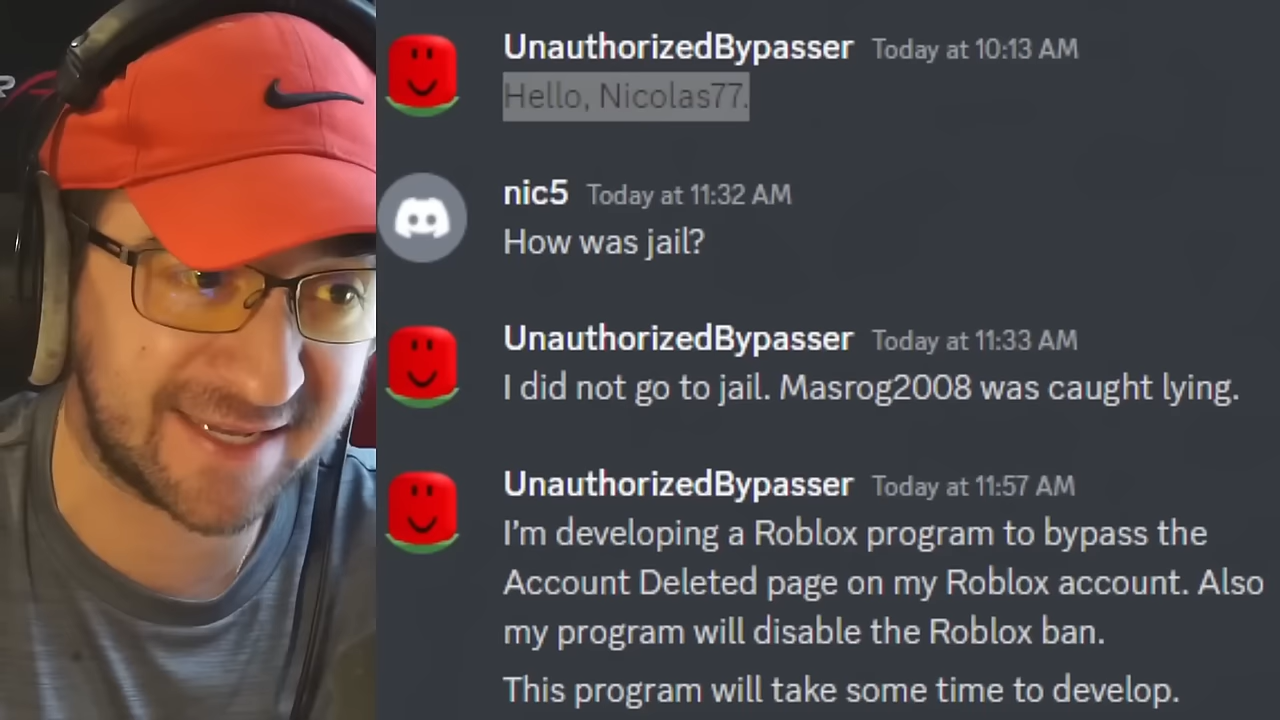 UnauthorizedBypasser Today at 10:13 AM
Hello, Nicolas77.
nic5 Today at 11:32 AM
How was jail?
UnauthorizedBypasser Today at 11:33 AM
I did not go to jail. Masrog2008 was caught lying.
UnauthorizedBypasser Today at 11:57 AM
I'm developing a Roblox program to bypass the
Account Deleted page on my Roblox account. Also
my program will disable the Roblox ban.
This program will take some time to develop.